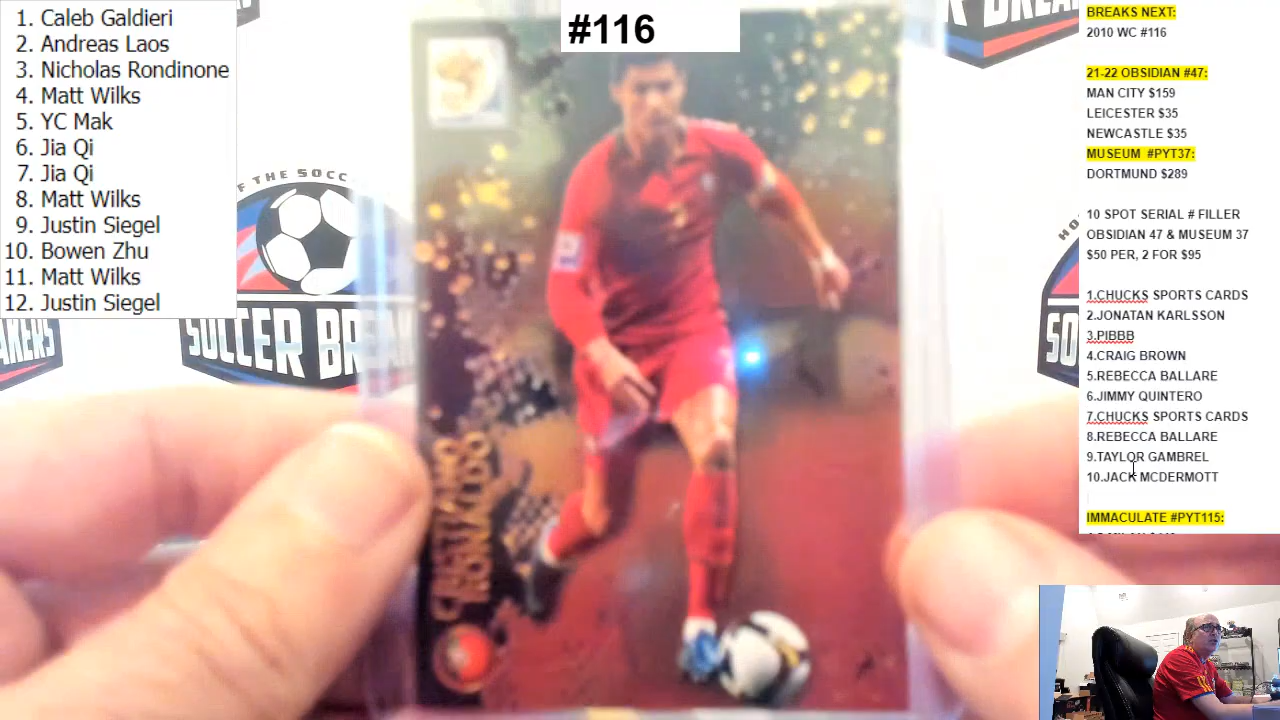 1. Caleb Galdieri
2. Andreas Laos
3. Nicholas Rondinone
4. Matt Wilks
5. YC Mak
6. Jia Qi
7. Jia Qi
8. Matt Wilks
9. Justin Siegel
10. Bowen Zhu
11. Matt Wilks
12. Justin Siegel
#116
OF THE SOCC
SOCCER BR
AKERS
CRISTIANO
RONALDO
BREAKS NEXT:
2010 WC #116
21-22 OBSIDIAN #47:
MAN CITY $159
LEICESTER $35
NEWCASTLE $35
MUSEUM #PYT37:
DORTMUND $289
10 SPOT SERIAL # FILLER
OBSIDIAN 47 & MUSEUM 37
$50 PER, 2 FOR $95
1.CHUCKS SPORTS CARDS
2.JONATAN KARLSSON
3.PIBBB
4.CRAIG BROWN
5.REBECCA BALLARE
6.JIMMY QUINTERO
7.CHUCKS SPORTS CARDS
8.REBECCA BALLARE
9.TAYLOR GAMBREL
10.JACK MCDERMOTT
IMMACULATE #PYT115: